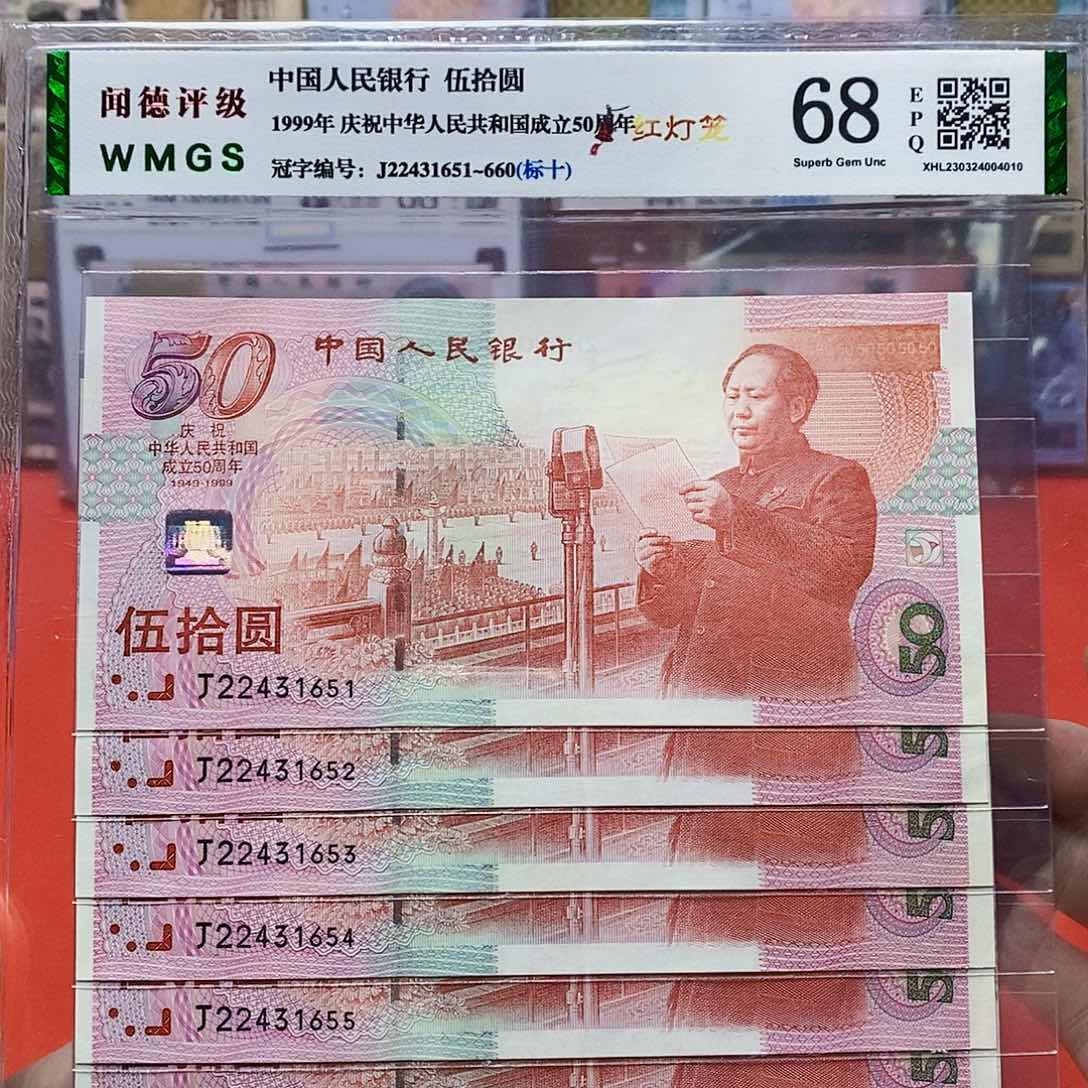 闻德评级
WMGS
中国人民银行 伍拾圆
1999年 庆祝中华人民共和国成立50周年
红灯笼
冠字编号：J22431651~660(标十)
68
Superb Gem Unc
EPQ
XHL230324004010
50
中国人民银行
庆祝
中华人民共和国
成立50周年
1949-1999
伍拾圆
J22431651
50
J22431652
J22431653
J22431654
J22431655